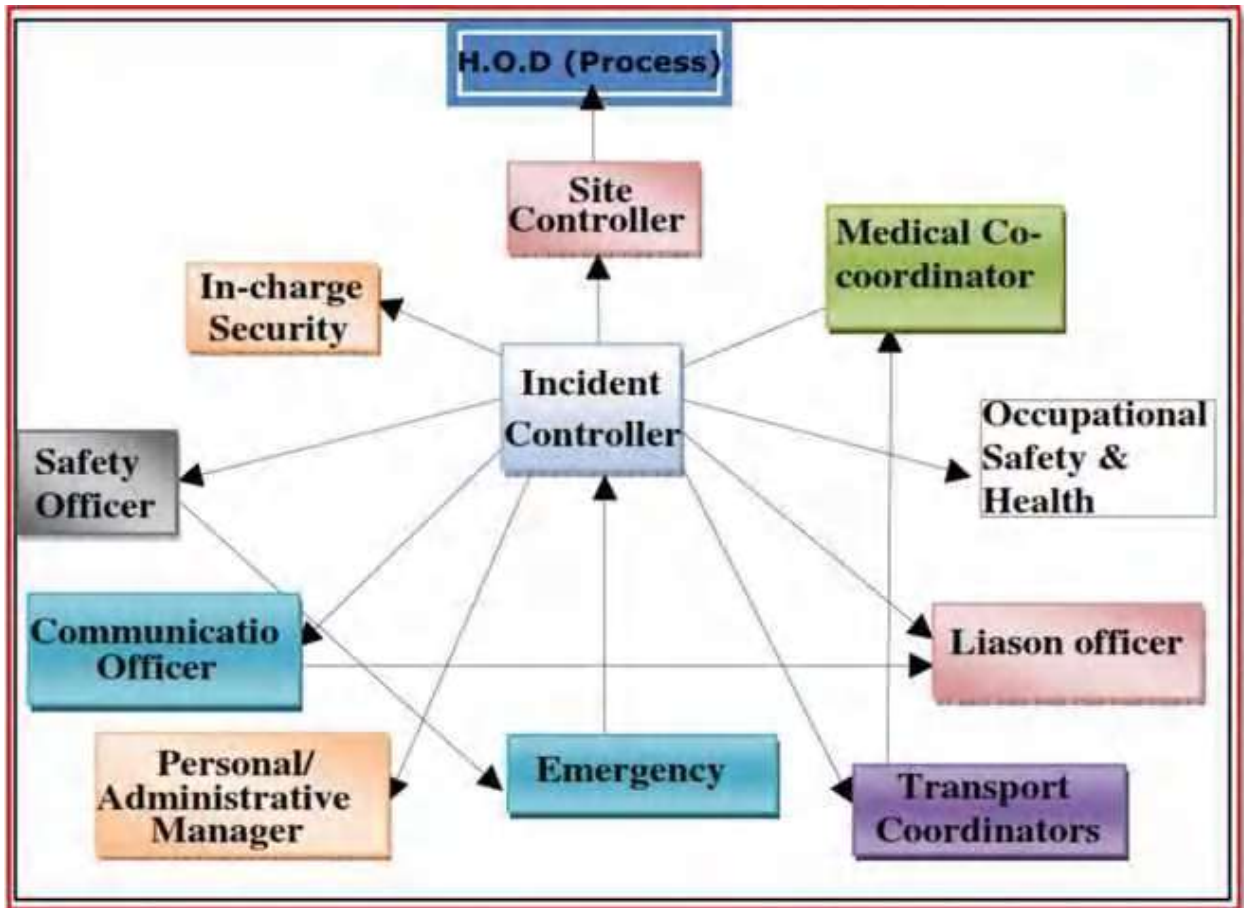 H.O.D (Process)
Site
Controller
Medical Co-
coordinator
In-charge
Security
Incident
Controller
Occupational
Safety &
Health
Safety
Officer
Communicatio
Officer
Liason officer
Personal/
Administrative
Manager
Emergency
Transport
Coordinators